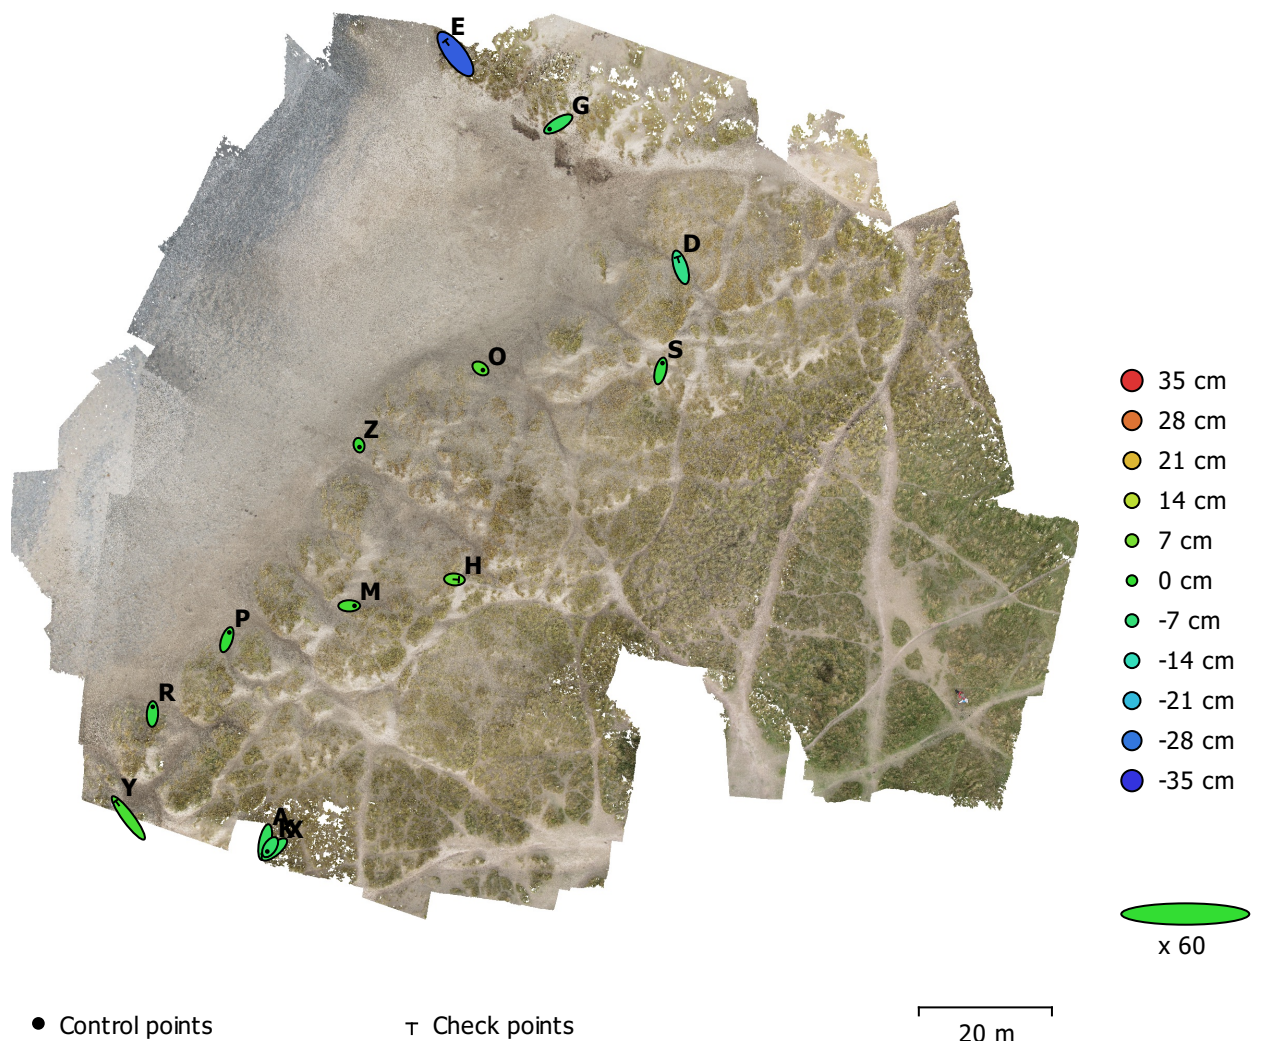 E
G
D
S
O
Z
H
M
P
R
Y
A
X
35 cm
28 cm
21 cm
14 cm
7 cm
0 cm
-7 cm
-14 cm
-21 cm
-28 cm
-35 cm
x 60
Control points
T Check points
20 m